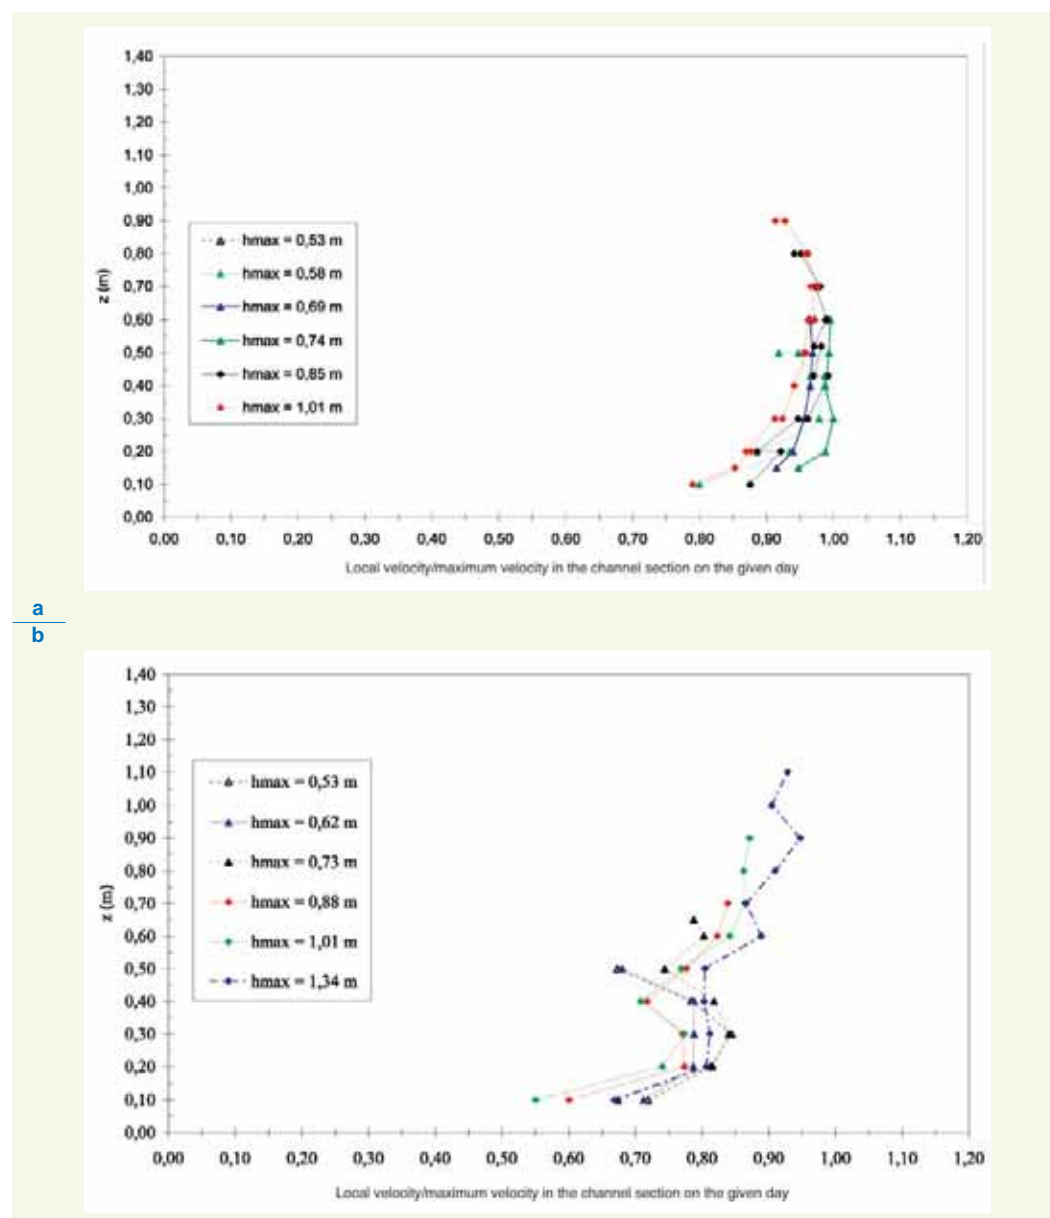 1,40
1,30
1,20
1,10
1,00
0,90
0,80
0,70
0,60
0,50
0,40
0,30
0,20
0,10
0,00
z (m)
hmax = 0,53 m
hmax = 0,58 m
hmax = 0,69 m
hmax = 0,74 m
hmax = 0,85 m
hmax = 1,01 m
0,00 0,10 0,20 0,30 0,40 0,50 0,60 0,70 0,80 0,90 1,00 1,10 1,20
Local velocity/maximum velocity in the channel section on the given day
a
b
1,40
1,30
1,20
1,10
1,00
0,90
0,80
0,70
0,60
0,50
0,40
0,30
0,20
0,10
0,00
z (m)
hmax = 0,53 m
hmax = 0,62 m
hmax = 0,73 m
hmax = 0,88 m
hmax = 1,01 m
hmax = 1,34 m
0,00 0,10 0,20 0,30 0,40 0,50 0,60 0,70 0,80 0,90 1,00 1,10 1,20
Local velocity/maximum velocity in the channel section on the given day